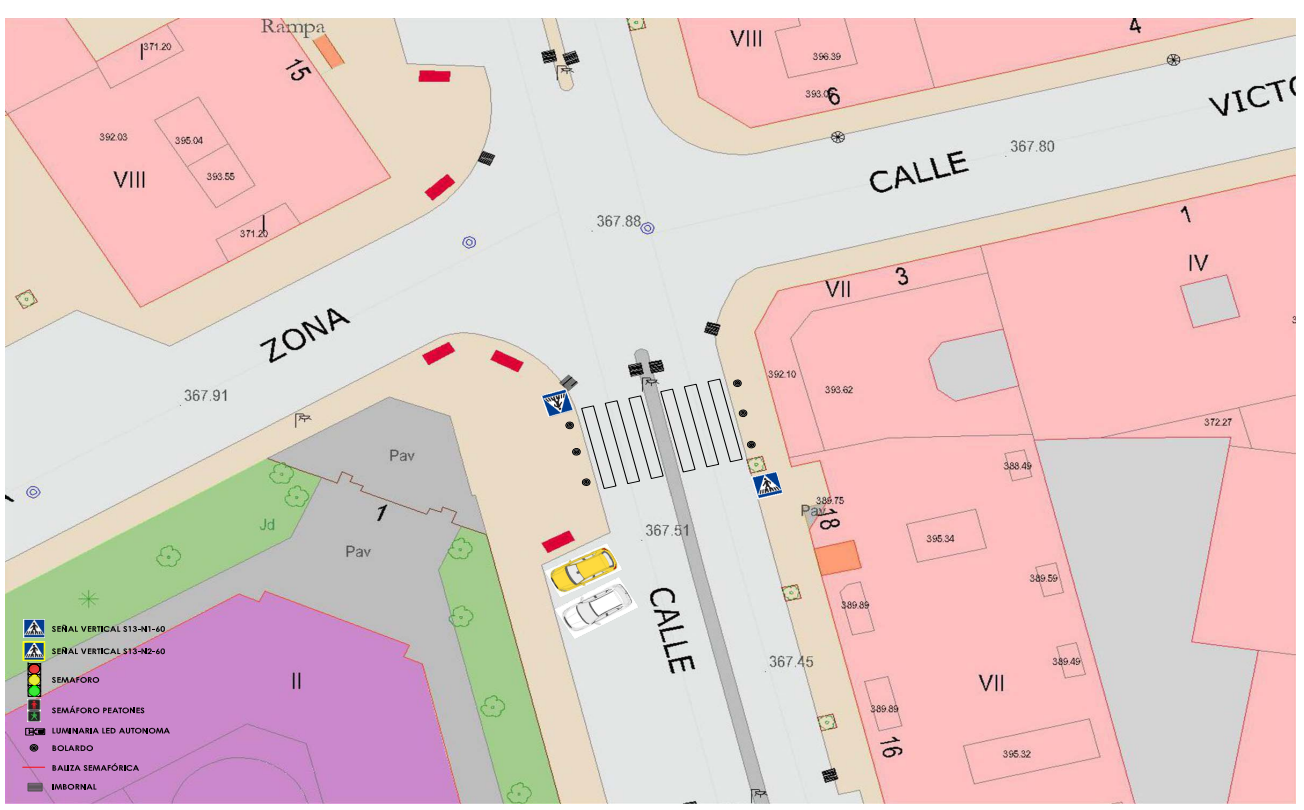 Rampa
4
VIII
I
371.20
15
396.39
393.0
6
VICTO
392.03
395.04
367.80
393.55
VIII
CALLE
1
371.20
I
367.88
IV
VII
3
ZONA
392.10
393.62
367.91
372.27
Pav
388.49
389.75
Pav
18
1
Jd
367.51
395.34
Pav
389.59
CALLE
389.89
SEÑAL VERTICAL S13-N1-60
SEÑAL VERTICAL S13-N2-60
367.45
389.49
SEMAFORO
II
VII
SEMÁFORO PEATONES
389.89
LUMINARIA LED AUTONOMA
BOLARDO
16
395.32
BALIZA SEMAFÓRICA
IMBORNAL